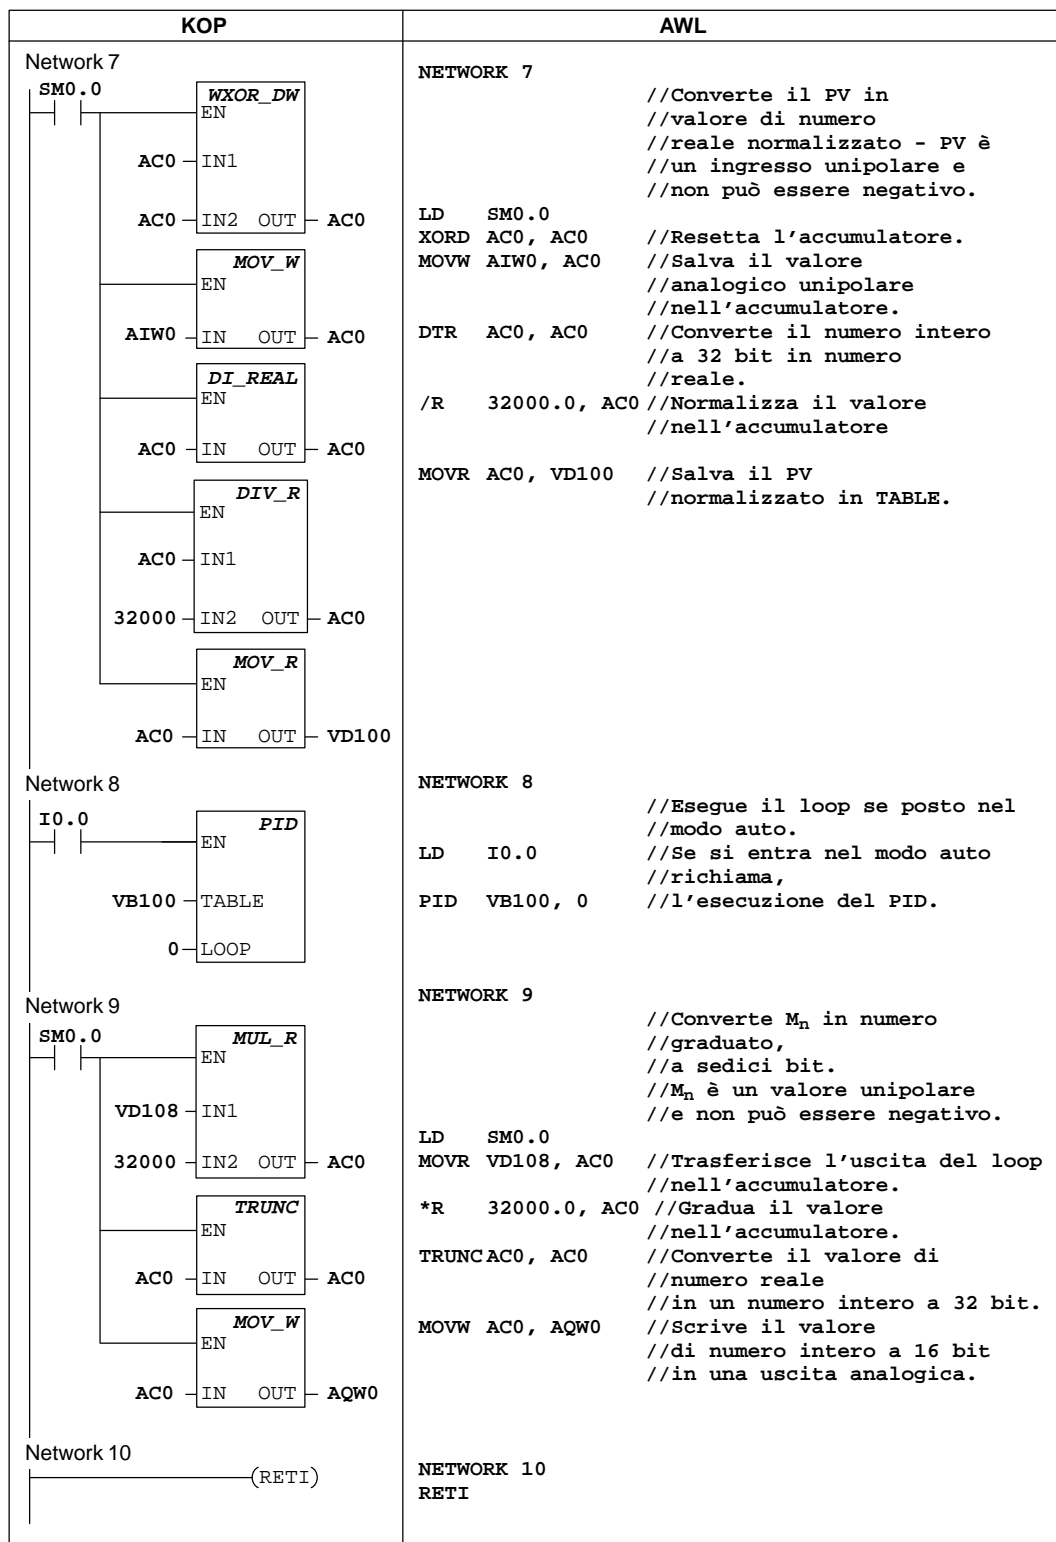 KOP
AWL
Network 7
SM0.0
WXOR_DW
EN
AC0 IN1
AC0 IN2 OUT AC0
MOV_W
EN
AIW0 IN OUT AC0
DI_REAL
EN
AC0 IN OUT AC0
DIV_R
EN
AC0 IN1
32000 IN2 OUT AC0
MOV_R
EN
AC0 IN OUT VD100
NETWORK 7
//Converte il PV in
//valore di numero
//reale normalizzato - PV è
//un ingresso unipolare e
//non può essere negativo.
LD SM0.0
XORD AC0, AC0 //Resetta l'accumulatore.
MOVW AIW0, AC0 //Salva il valore
//analogico unipolare
//nell'accumulatore.
DTR AC0, AC0 //Converte il numero intero
//a 32 bit in numero
//reale.
/R 32000.0, AC0 //Normalizza il valore
//nell'accumulatore
MOVR AC0, VD100 //Salva il PV
//normalizzato in TABLE.
Network 8
I0.0
PID
EN
VB100 TABLE
0 LOOP
NETWORK 8
//Esegue il loop se posto nel
//modo auto.
LD I0.0 //Se si entra nel modo auto
//richiama,
PID VB100, 0 //l'esecuzione del PID.
Network 9
SM0.0
MUL_R
EN
VD108 IN1
32000 IN2 OUT AC0
TRUNC
EN
AC0 IN OUT AC0
MOV_W
EN
AC0 IN OUT AQW0
NETWORK 9
//Converte Mn in numero
//graduato,
//a sedici bit.
//Mn è un valore unipolare
//e non può essere negativo.
LD SM0.0
MOVR VD108, AC0 //Trasferisce l'uscita del loop
//nell'accumulatore.
*R 32000.0, AC0 //Gradua il valore
//nell'accumulatore.
TRUNC AC0, AC0 //Converte il valore di
//numero reale
//in un numero intero a 32 bit.
MOVW AC0, AQW0 //Scrive il valore
//di numero intero a 16 bit
//in una uscita analogica.
Network 10
(RETI)
NETWORK 10
RETI